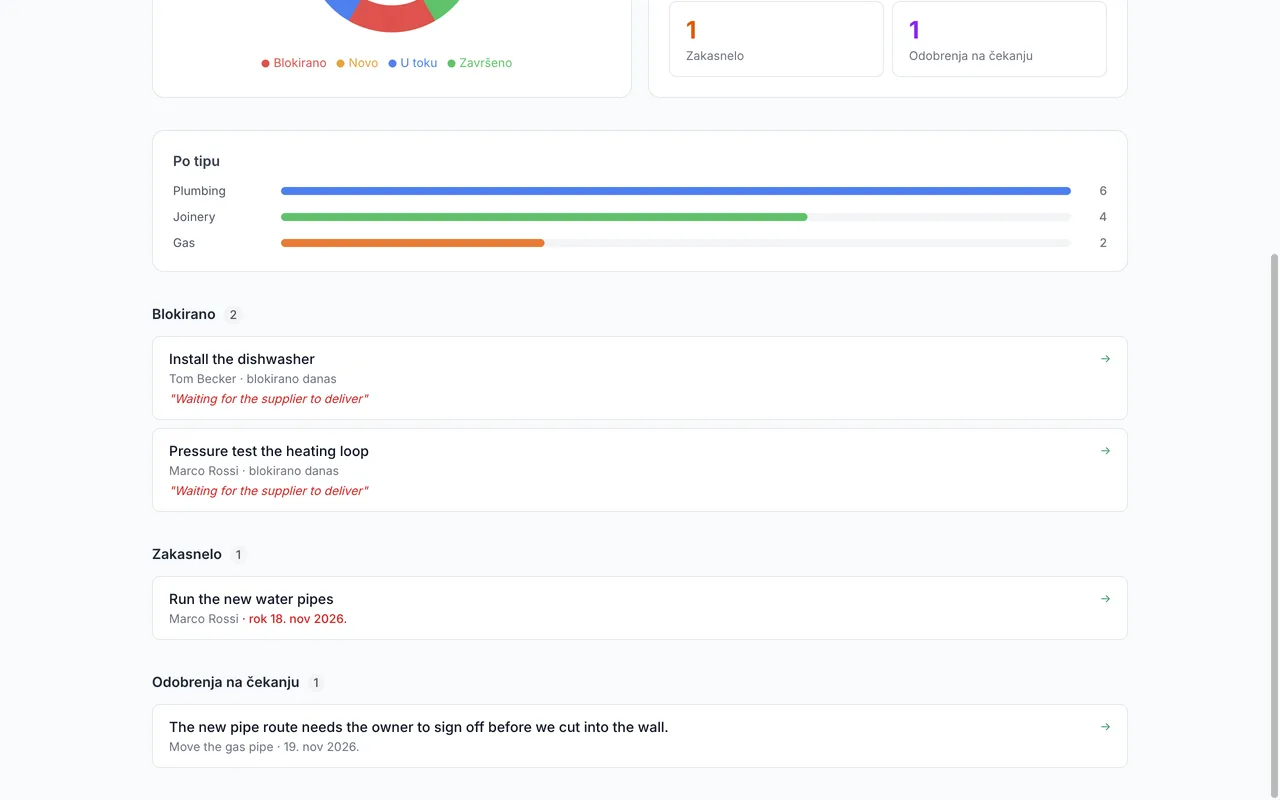 Blokirano Novo U toku Završeno
1
Zakasnelo
1
Odobrenja na čekanju
Po tipu
Plumbing 6
Joinery 4
Gas 2
Blokirano 2
Install the dishwasher →
Tom Becker · blokirano danas
"Waiting for the supplier to deliver"
Pressure test the heating loop →
Marco Rossi · blokirano danas
"Waiting for the supplier to deliver"
Zakasnelo 1
Run the new water pipes →
Marco Rossi · rok 18. nov 2026.
Odobrenja na čekanju 1
The new pipe route needs the owner to sign off before we cut into the wall. →
Move the gas pipe · 19. nov 2026.